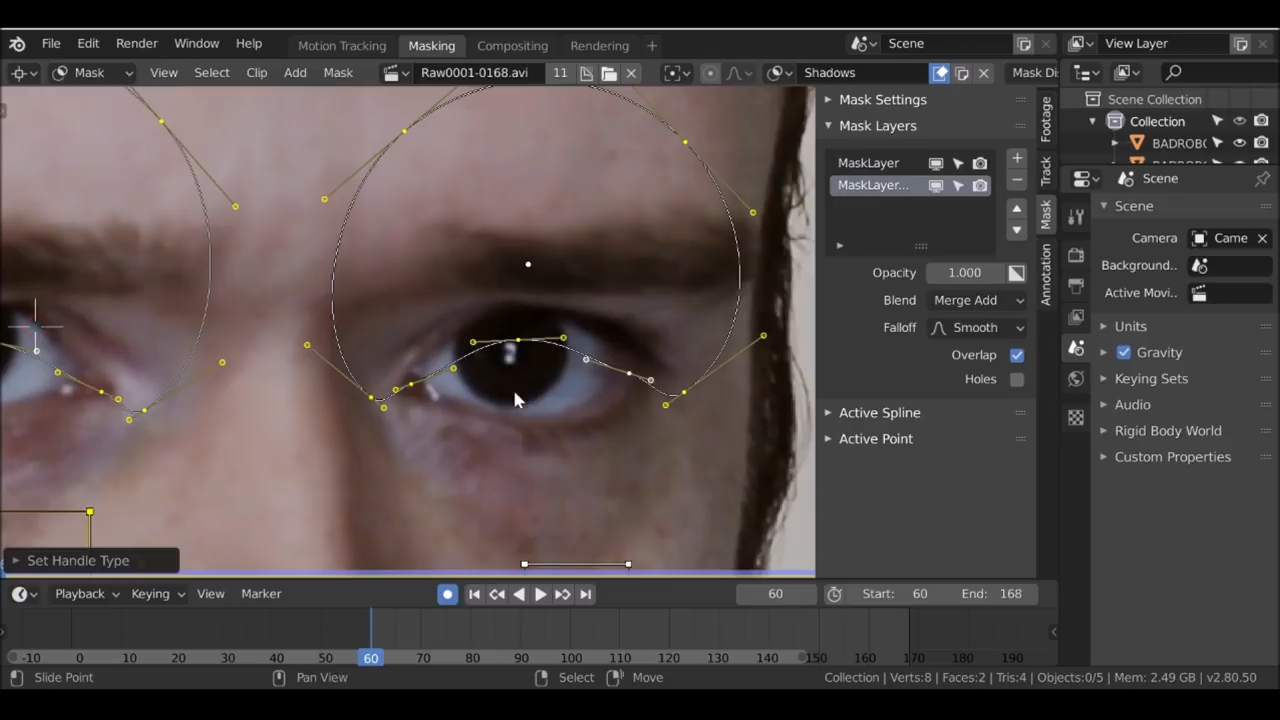 File Edit Render Window Help Motion Tracking Masking Compositing Rendering + Scene View Layer
Mask View Select Clip Add Mask Raw0001-0168.avi 11 Shadows Mask Di
Mask Settings
Mask Layers
MaskLayer
MaskLayer...
Opacity 1.000
Blend Merge Add
Falloff Smooth
Overlap
Holes
Active Spline
Active Point
Footage
Track
Mask
Annotation
Scene Collection
Collection
BADROBO
Scene
Scene
Camera Came
Background..
Active Movi..
Units
Gravity
Keying Sets
Audio
Rigid Body World
Custom Properties
Set Handle Type
Playback Keying View Marker 60 Start: 60 End: 168
-10 0 10 20 30 40 50 60 70 80 90 100 110 120 130 140 150 160 170 180 190
Slide Point Pan View Select Move Collection | Verts:8 | Faces:2 | Tris:4 | Objects:0/5 | Mem: 2.49 GB | v2.80.50